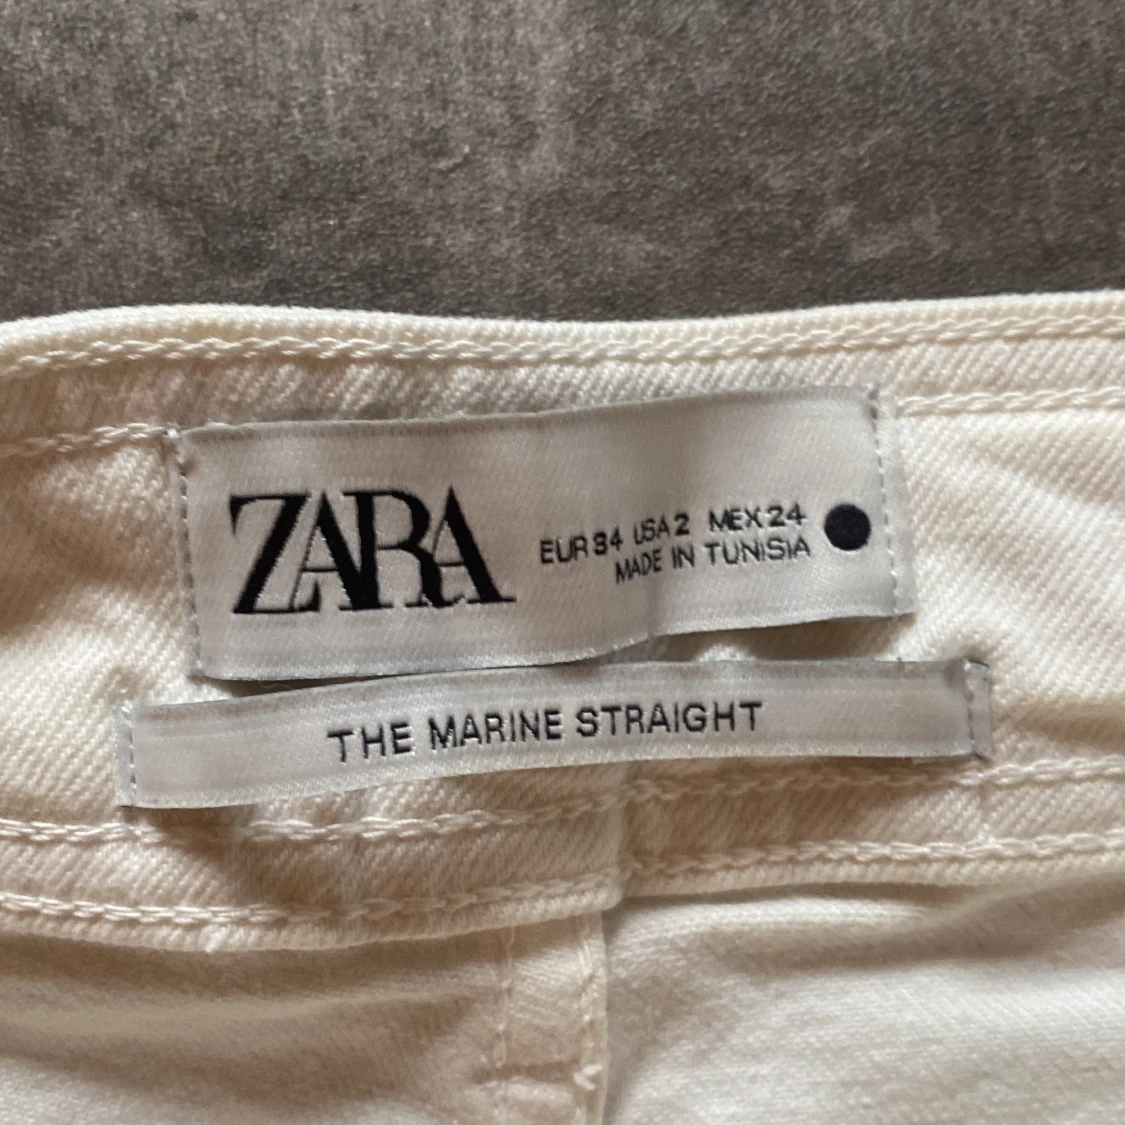 ZARA
EUR 34 USA 2 MEX 24
MADE IN TUNISIA
THE MARINE STRAIGHT